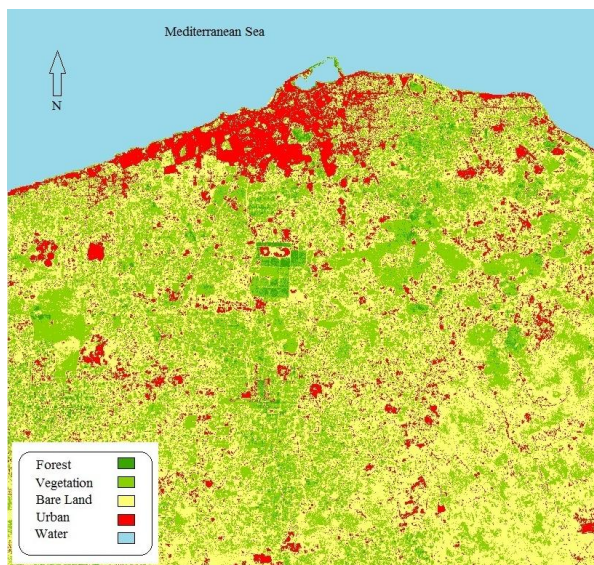 Mediterranean Sea
N
Forest
Vegetation
Bare Land
Urban
Water